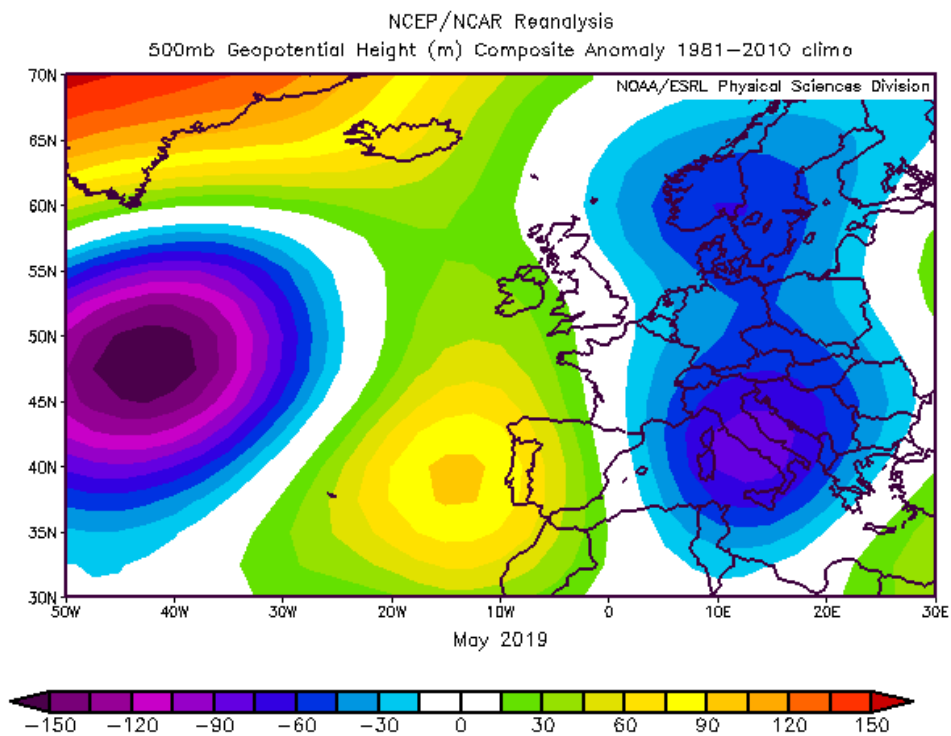 NCEP/NCAR Reanalysis
500mb Geopotential Height (m) Composite Anomaly 1981-2010 climo
NOAA/ESRL Physical Sciences Division
70N
65N
60N
55N
50N
45N
40N
35N
30N
50W 40W 30W 20W 10W 0 10E 20E 30E
May 2019
-150 -120 -90 -60 -30 0 30 60 90 120 150